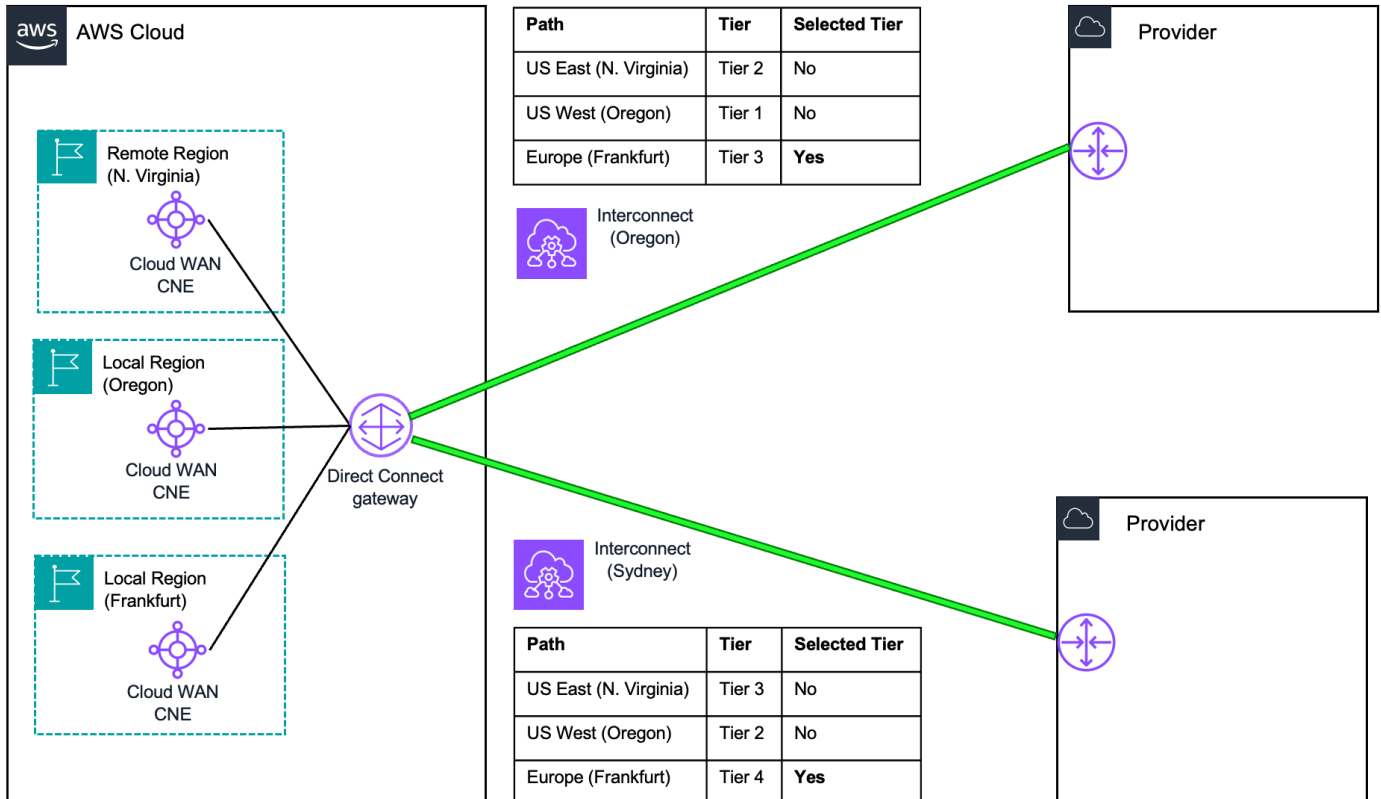 aws
AWS Cloud
Remote Region
(N. Virginia)
Cloud WAN
CNE
Local Region
(Oregon)
Cloud WAN
CNE
Local Region
(Frankfurt)
Cloud WAN
CNE
Direct Connect
gateway
Path Tier Selected Tier
US East (N. Virginia) Tier 2 No
US West (Oregon) Tier 1 No
Europe (Frankfurt) Tier 3 Yes
Interconnect
(Oregon)
Interconnect
(Sydney)
Path Tier Selected Tier
US East (N. Virginia) Tier 3 No
US West (Oregon) Tier 2 No
Europe (Frankfurt) Tier 4 Yes
Provider
Provider